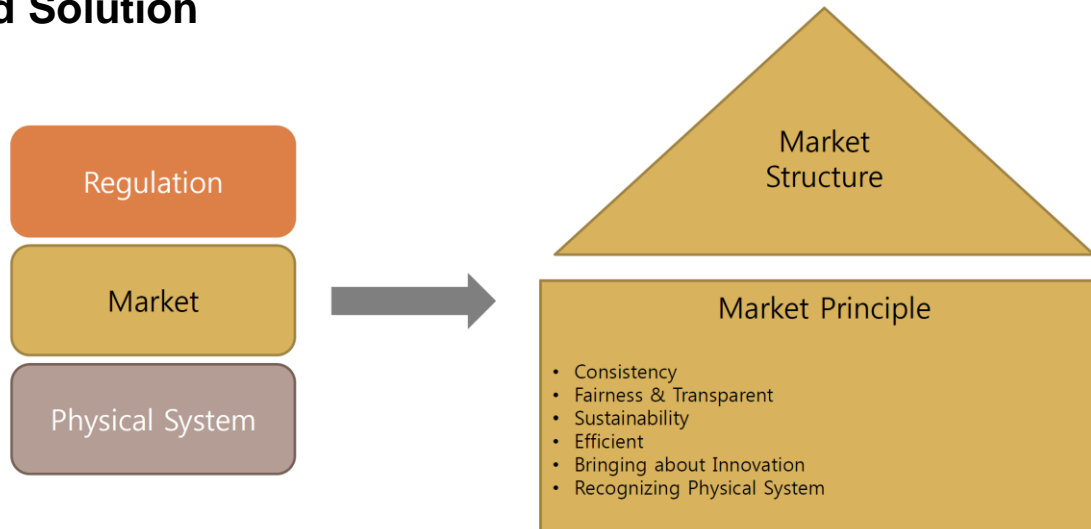 d Solution
Regulation
Market
Physical System
Market
Structure
Market Principle
• Consistency
• Fairness & Transparent
• Sustainability
• Efficient
• Bringing about Innovation
• Recognizing Physical System